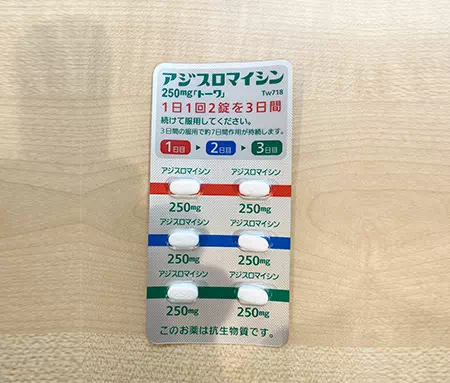 アジスロマイシン
250mg「トーワ」 Tw718
1日1回2錠を3日間
続けて服用してください。
3日間の服用で約7日間作用が持続します。
1日目 ▶ 2日目 ▶ 3日目
アジスロマイシン アジスロマイシン
250mg 250mg
アジスロマイシン アジスロマイシン
250mg 250mg
アジスロマイシン アジスロマイシン
250mg 250mg
このお薬は抗生物質です。